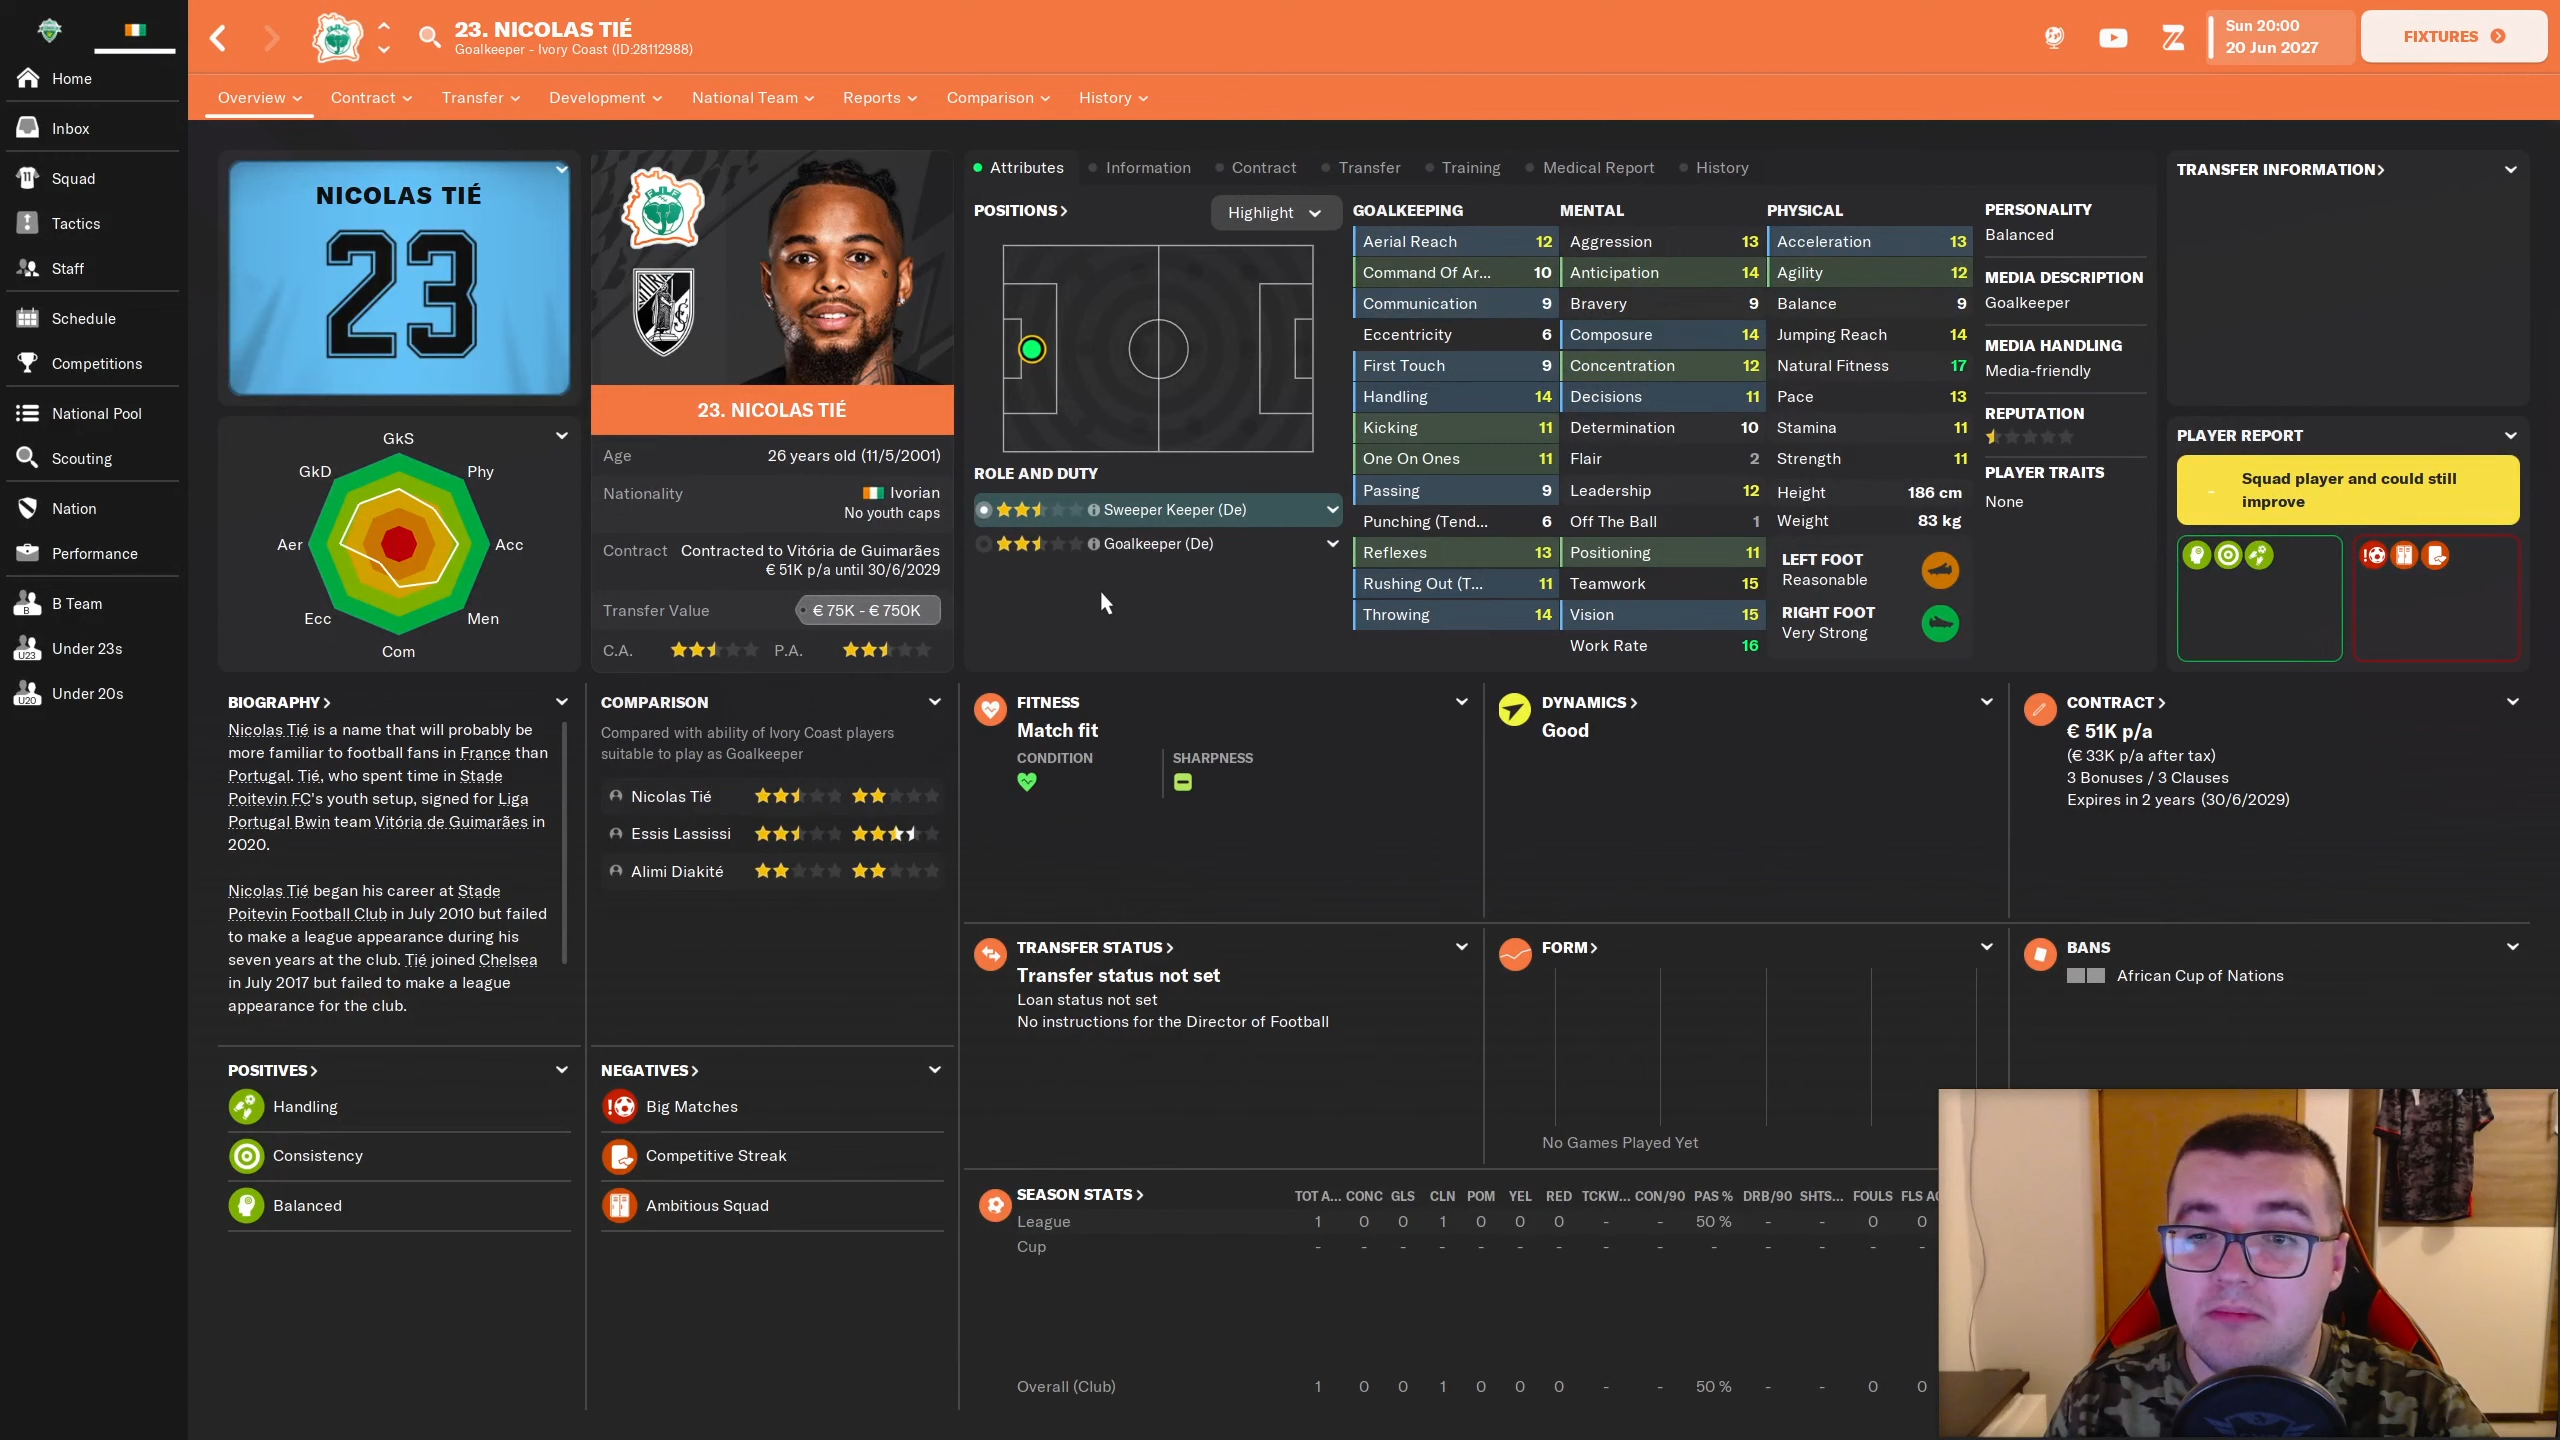 23. NICOLAS TIÉ
Goalkeeper - Ivory Coast (ID:28112988)
Sun 20:00
20 Jun 2027
FIXTURES
Home
Inbox
Squad
Tactics
Staff
Schedule
Competitions
National Pool
Scouting
Nation
Performance
B
B Team
U23
Under 23s
U20
Under 20s
Overview
Contract
Transfer
Development
National Team
Reports
Comparison
History
NICOLAS TIÉ
23
GkS
Phy
Acc
Men
Com
Ecc
Aer
GkD
23. NICOLAS TIÉ
Age 26 years old (11/5/2001)
Nationality Ivorian
No youth caps
Contract Contracted to Vitória de Guimarães
€ 51K p/a until 30/6/2029
Transfer Value € 75K - € 750K
C.A. P.A.
Attributes Information Contract Transfer Training Medical Report History
POSITIONS
Highlight
ROLE AND DUTY
Sweeper Keeper (De)
Goalkeeper (De)
GOALKEEPING
Aerial Reach 12
Command Of Ar... 10
Communication 9
Eccentricity 6
First Touch 9
Handling 14
Kicking 11
One On Ones 11
Passing 9
Punching (Tend... 6
Reflexes 13
Rushing Out (T... 11
Throwing 14
MENTAL
Aggression 13
Anticipation 14
Bravery 9
Composure 14
Concentration 12
Decisions 11
Determination 10
Flair 2
Leadership 12
Off The Ball 1
Positioning 11
Teamwork 15
Vision 15
Work Rate 16
PHYSICAL
Acceleration 13
Agility 12
Balance 9
Jumping Reach 14
Natural Fitness 17
Pace 13
Stamina 11
Strength 11
Height 186 cm
Weight 83 kg
LEFT FOOT
Reasonable
RIGHT FOOT
Very Strong
PERSONALITY
Balanced
MEDIA DESCRIPTION
Goalkeeper
MEDIA HANDLING
Media-friendly
REPUTATION
PLAYER TRAITS
None
TRANSFER INFORMATION
PLAYER REPORT
- Squad player and could still
improve
BIOGRAPHY
Nicolas Tié is a name that will probably be
more familiar to football fans in France than
Portugal. Tié, who spent time in Stade
Poitevin FC's youth setup, signed for Liga
Portugal Bwin team Vitória de Guimarães in
2020.
Nicolas Tié began his career at Stade
Poitevin Football Club in July 2010 but failed
to make a league appearance during his
seven years at the club. Tié joined Chelsea
in July 2017 but failed to make a league
appearance for the club.
COMPARISON
Compared with ability of Ivory Coast players
suitable to play as Goalkeeper
Nicolas Tié
Essis Lassissi
Alimi Diakité
FITNESS
Match fit
CONDITION
SHARPNESS
DYNAMICS
Good
CONTRACT
€ 51K p/a
(€ 33K p/a after tax)
3 Bonuses / 3 Clauses
Expires in 2 years (30/6/2029)
TRANSFER STATUS
Transfer status not set
Loan status not set
No instructions for the Director of Football
FORM
No Games Played Yet
BANS
African Cup of Nations
POSITIVES
Handling
Consistency
Balanced
NEGATIVES
Big Matches
Competitive Streak
Ambitious Squad
SEASON STATS TOT A... CONC GLS CLN POM YEL RED TCKW... CON/90 PAS % DRB/90 SHTS... FOULS FLS
League 1 0 0 1 0 0 0 - - 50 % - - 0 0
Cup - - - - - - - - - - - - - -
Overall (Club) 1 0 0 1 0 0 0 - - 50 % - - 0 0